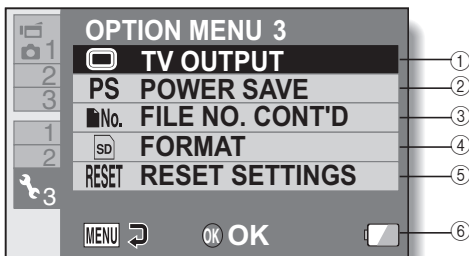 OPTION MENU 3
1
2
3
1
2
3
TV OUTPUT ①
PS POWER SAVE ②
No. FILE NO. CONT'D ③
SD FORMAT ④
RESET RESET SETTINGS ⑤
MENU OK OK ⑥